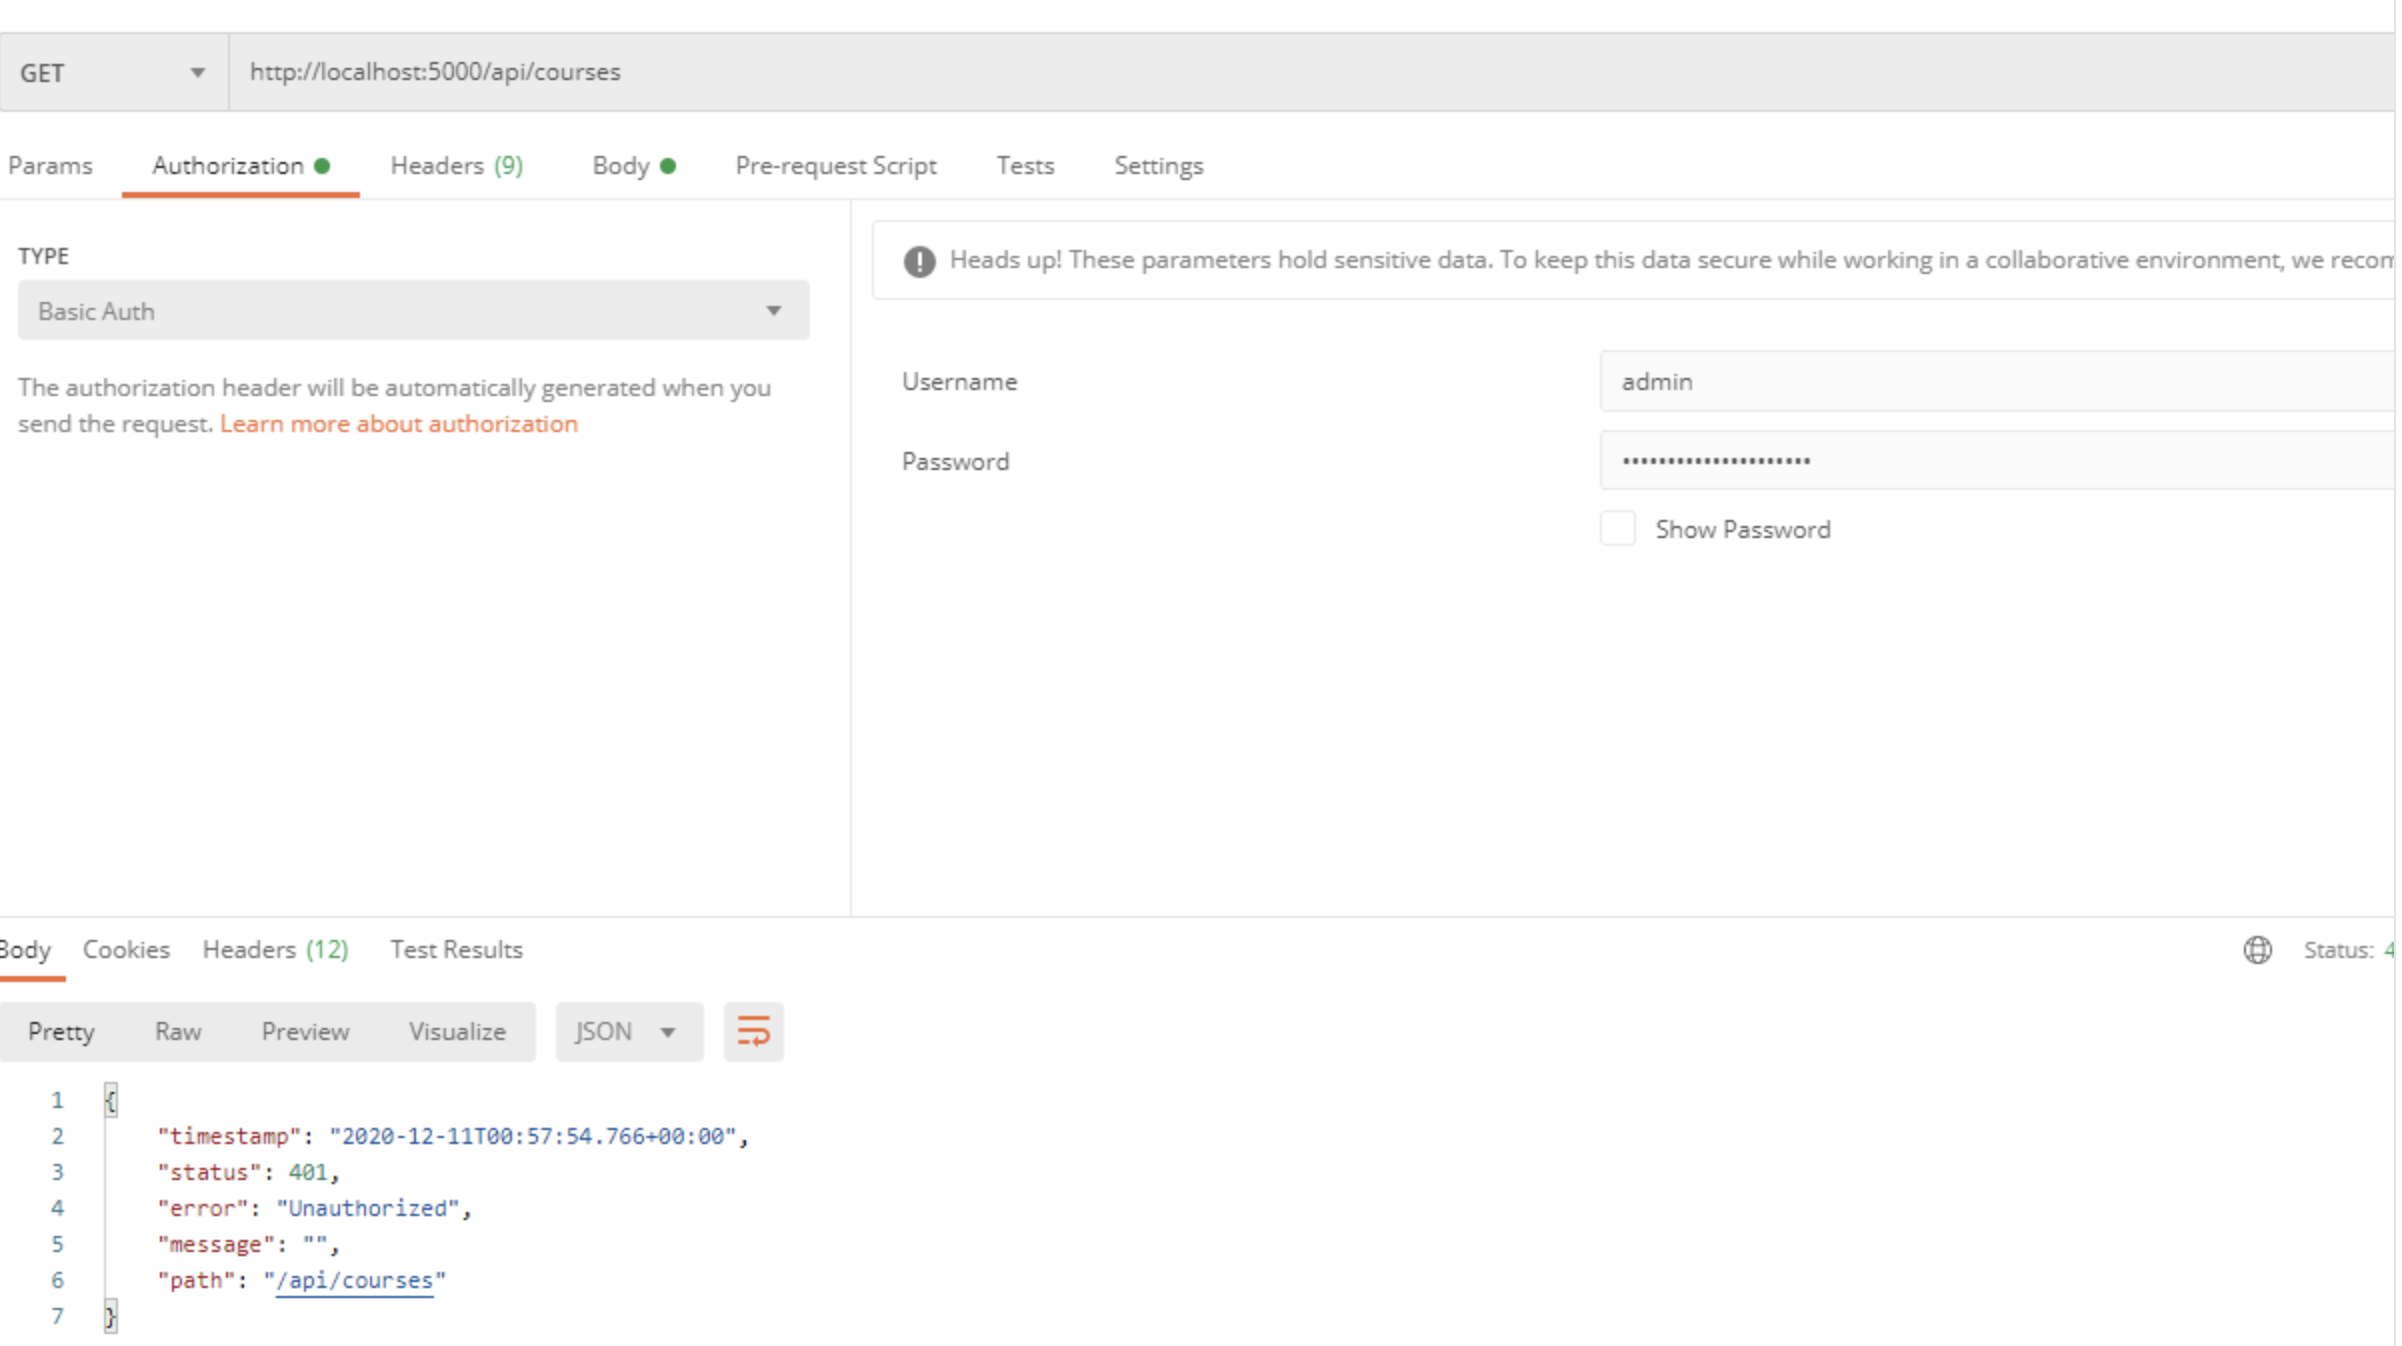 GET http://localhost:5000/api/courses
Params Authorization Headers (9) Body Pre-request Script Tests Settings
TYPE
Basic Auth
The authorization header will be automatically generated when you
send the request. Learn more about authorization
Heads up! These parameters hold sensitive data. To keep this data secure while working in a collaborative environment, we recom
Username admin
Password •••••••••••••••••••••
Show Password
Body Cookies Headers (12) Test Results Status: 4
Pretty Raw Preview Visualize JSON
1 {
2 "timestamp": "2020-12-11T00:57:54.766+00:00",
3 "status": 401,
4 "error": "Unauthorized",
5 "message": "",
6 "path": "/api/courses"
7 }